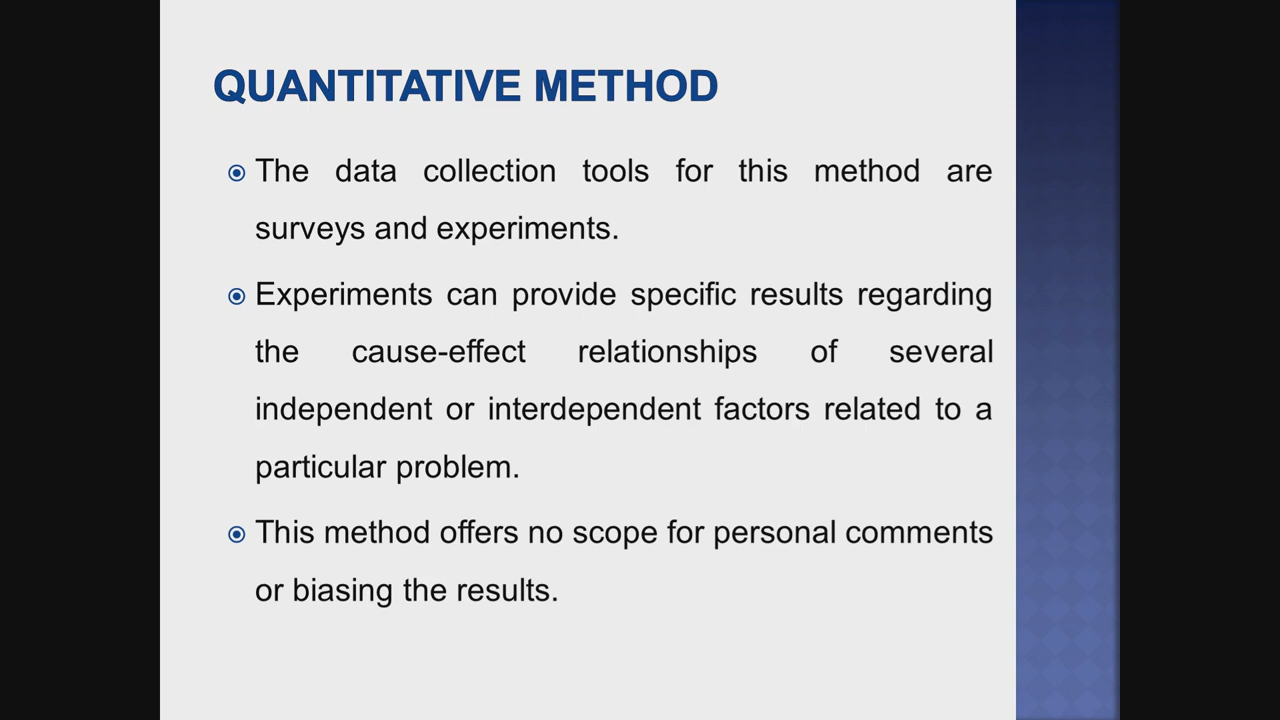 QUANTITATIVE METHOD
The data collection tools for this method are
surveys and experiments.
Experiments can provide specific results regarding
the cause-effect relationships of several
independent or interdependent factors related to a
particular problem.
This method offers no scope for personal comments
or biasing the results.